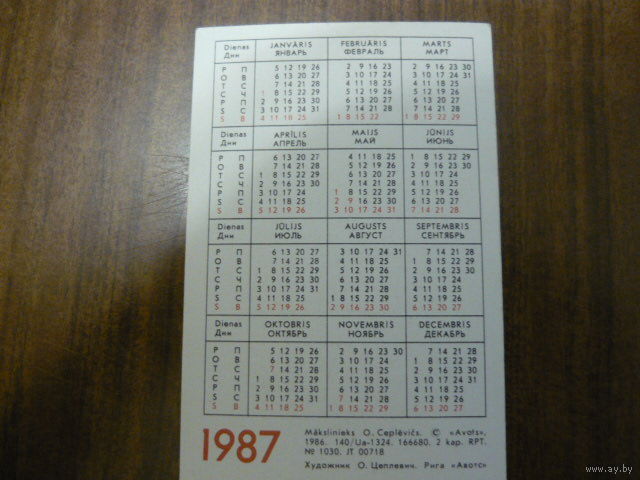 Dienas JANVĀRIS FEBRUĀRIS MARTS
Дни ЯНВАРЬ ФЕВРАЛЬ МАРТ
P П 5 12 19 26 2 9 16 23 2 9 16 23 30
O В 6 13 20 27 3 10 17 24 3 10 17 24 31
T С 7 14 21 28 4 11 18 25 4 11 18 25
C Ч 1 8 15 22 29 5 12 19 26 5 12 19 26
P П 2 9 16 23 30 6 13 20 27 6 13 20 27
S С 3 10 17 24 31 7 14 21 28 7 14 21 28
S В 4 11 18 25 1 8 15 22 1 8 15 22 29
Dienas APRĪLIS MAIJS JŪNIJS
Дни АПРЕЛЬ МАЙ ИЮНЬ
P П 6 13 20 27 4 11 18 25 1 8 15 22 29
O В 7 14 21 28 5 12 19 26 2 9 16 23 30
T С 1 8 15 22 29 6 13 20 27 3 10 17 24
C Ч 2 9 16 23 30 7 14 21 28 4 11 18 25
P П 3 10 17 24 1 8 15 22 29 5 12 19 26
S С 4 11 18 25 2 9 16 23 30 6 13 20 27
S В 5 12 19 26 3 10 17 24 31 7 14 21 28
Dienas JŪLIJS AUGUSTS SEPTEMBRIS
Дни ИЮЛЬ АВГУСТ СЕНТЯБРЬ
P П 6 13 20 27 3 10 17 24 31 7 14 21 28
O В 7 14 21 28 4 11 18 25 1 8 15 22 29
T С 1 8 15 22 29 5 12 19 26 2 9 16 23 30
C Ч 2 9 16 23 30 6 13 20 27 3 10 17 24
P П 3 10 17 24 31 7 14 21 28 4 11 18 25
S С 4 11 18 25 1 8 15 22 29 5 12 19 26
S В 5 12 19 26 2 9 16 23 30 6 13 20 27
Dienas OKTOBRIS NOVEMBRIS DECEMBRIS
Дни ОКТЯБРЬ НОЯБРЬ ДЕКАБРЬ
P П 5 12 19 26 2 9 16 23 30 7 14 21 28
O В 6 13 20 27 3 10 17 24 1 8 15 22 29
T С 7 14 21 28 4 11 18 25 2 9 16 23 30
C Ч 1 8 15 22 29 5 12 19 26 3 10 17 24 31
P П 2 9 16 23 30 6 13 20 27 4 11 18 25
S С 3 10 17 24 31 7 14 21 28 5 12 19 26
S В 4 11 18 25 1 8 15 22 29 6 13 20 27
1987
Mākslinieks O. Ceplēvičs. © «Avots»,
1986. 140/Ua-1324. 166680. 2 kap. RPT.
№ 1030. JT 00718
Художник О. Цеплевич. Рига «Авотс»
www.ay.by